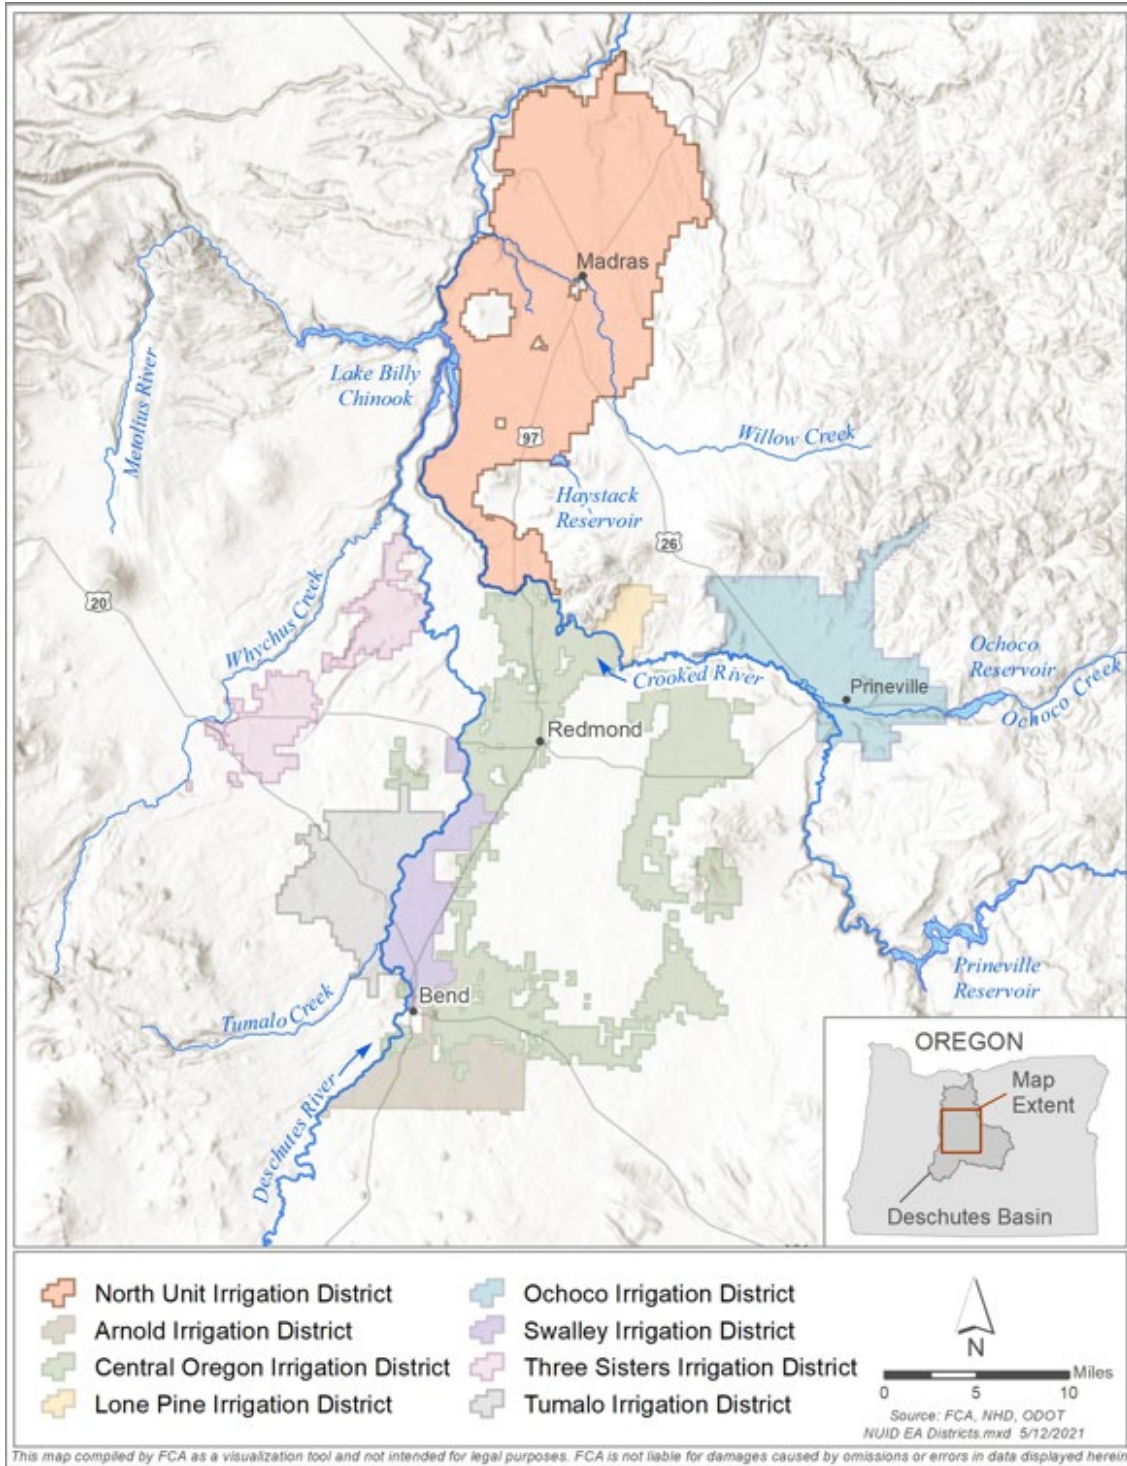 Madras
Metolius River
Lake Billy
Chinook
97
Willow Creek
Haystack
Reservoir
26
20
Whychus Creek
Crooked River
Ochoco
Reservoir
Ochoco Creek
Prineville
Redmond
Prineville
Reservoir
Tumalo Creek
Bend
Deschutes River
OREGON
Map
Extent
Deschutes Basin
North Unit Irrigation District
Arnold Irrigation District
Central Oregon Irrigation District
Lone Pine Irrigation District
Ochoco Irrigation District
Swalley Irrigation District
Three Sisters Irrigation District
Tumalo Irrigation District
N
Miles
0 5 10
Source: FCA, NHD, ODOT
NUID EA Districts.mxd 5/12/2021
This map compiled by FCA as a visualization tool and not intended for legal purposes. FCA is not liable for damages caused by omissions or errors in data displayed herein